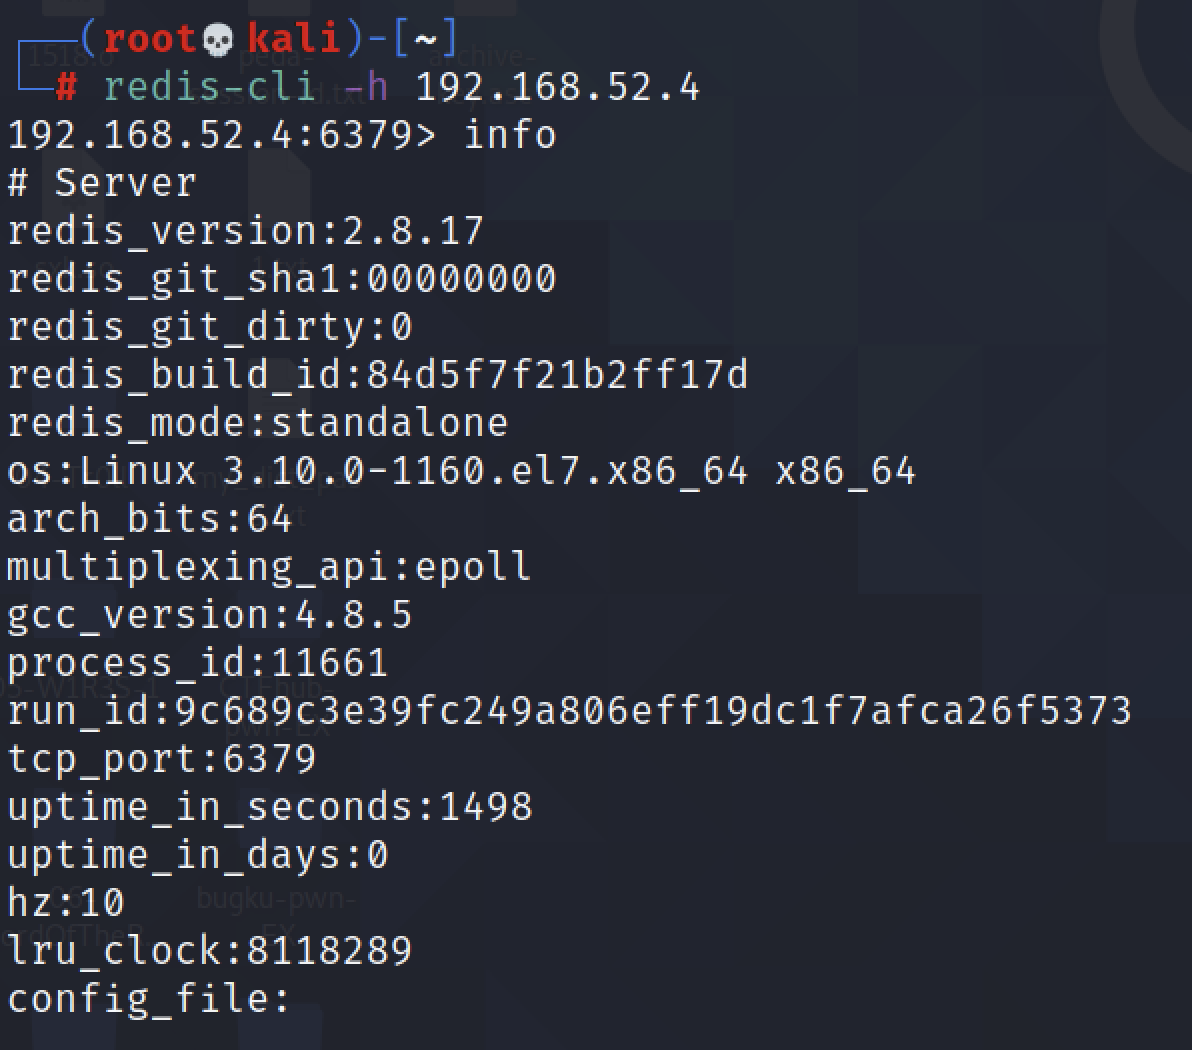 (root💀kali)-[~]
# redis-cli -h 192.168.52.4
192.168.52.4:6379> info
# Server
redis_version:2.8.17
redis_git_sha1:00000000
redis_git_dirty:0
redis_build_id:84d5f7f21b2ff17d
redis_mode:standalone
os:Linux 3.10.0-1160.el7.x86_64 x86_64
arch_bits:64
multiplexing_api:epoll
gcc_version:4.8.5
process_id:11661
run_id:9c689c3e39fc249a806eff19dc1f7afca26f5373
tcp_port:6379
uptime_in_seconds:1498
uptime_in_days:0
hz:10
lru_clock:8118289
config_file:
bugku-pwn-
EX